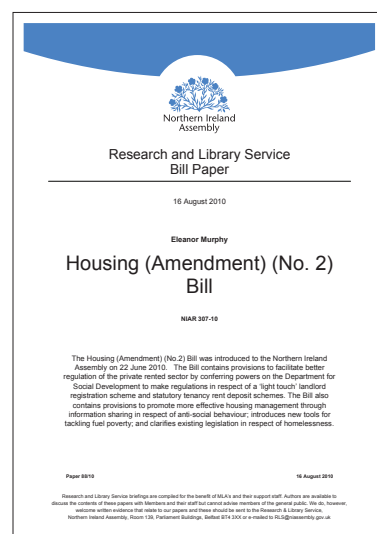 Northern Ireland
Assembly
Research and Library Service
Bill Paper
16 August 2010
Eleanor Murphy
Housing (Amendment) (No. 2)
Bill
NIAR 307-10
The Housing (Amendment) (No.2) Bill was introduced to the Northern Ireland
Assembly on 22 June 2010. The Bill contains provisions to facilitate better
regulation of the private rented sector by conferring powers on the Department for
Social Development to make regulations in respect of a 'light touch' landlord
registration scheme and statutory tenancy rent deposit schemes. The Bill also
contains provisions to promote more effective housing management through
information sharing in respect of anti-social behaviour; introduces new tools for
tackling fuel poverty; and clarifies existing legislation in respect of homelessness.
Paper 88/10 16 August 2010
Research and Library Service briefings are compiled for the benefit of MLA's and their support staff. Authors are available to
discuss the contents of these papers with Members and their staff but cannot advise members of the general public. We do, however,
welcome written evidence that relate to our papers and these should be sent to the Research & Library Service,
Northern Ireland Assembly, Room 139, Parliament Buildings, Belfast BT4 3XX or e-mailed to RLS@niassembly.gov.uk